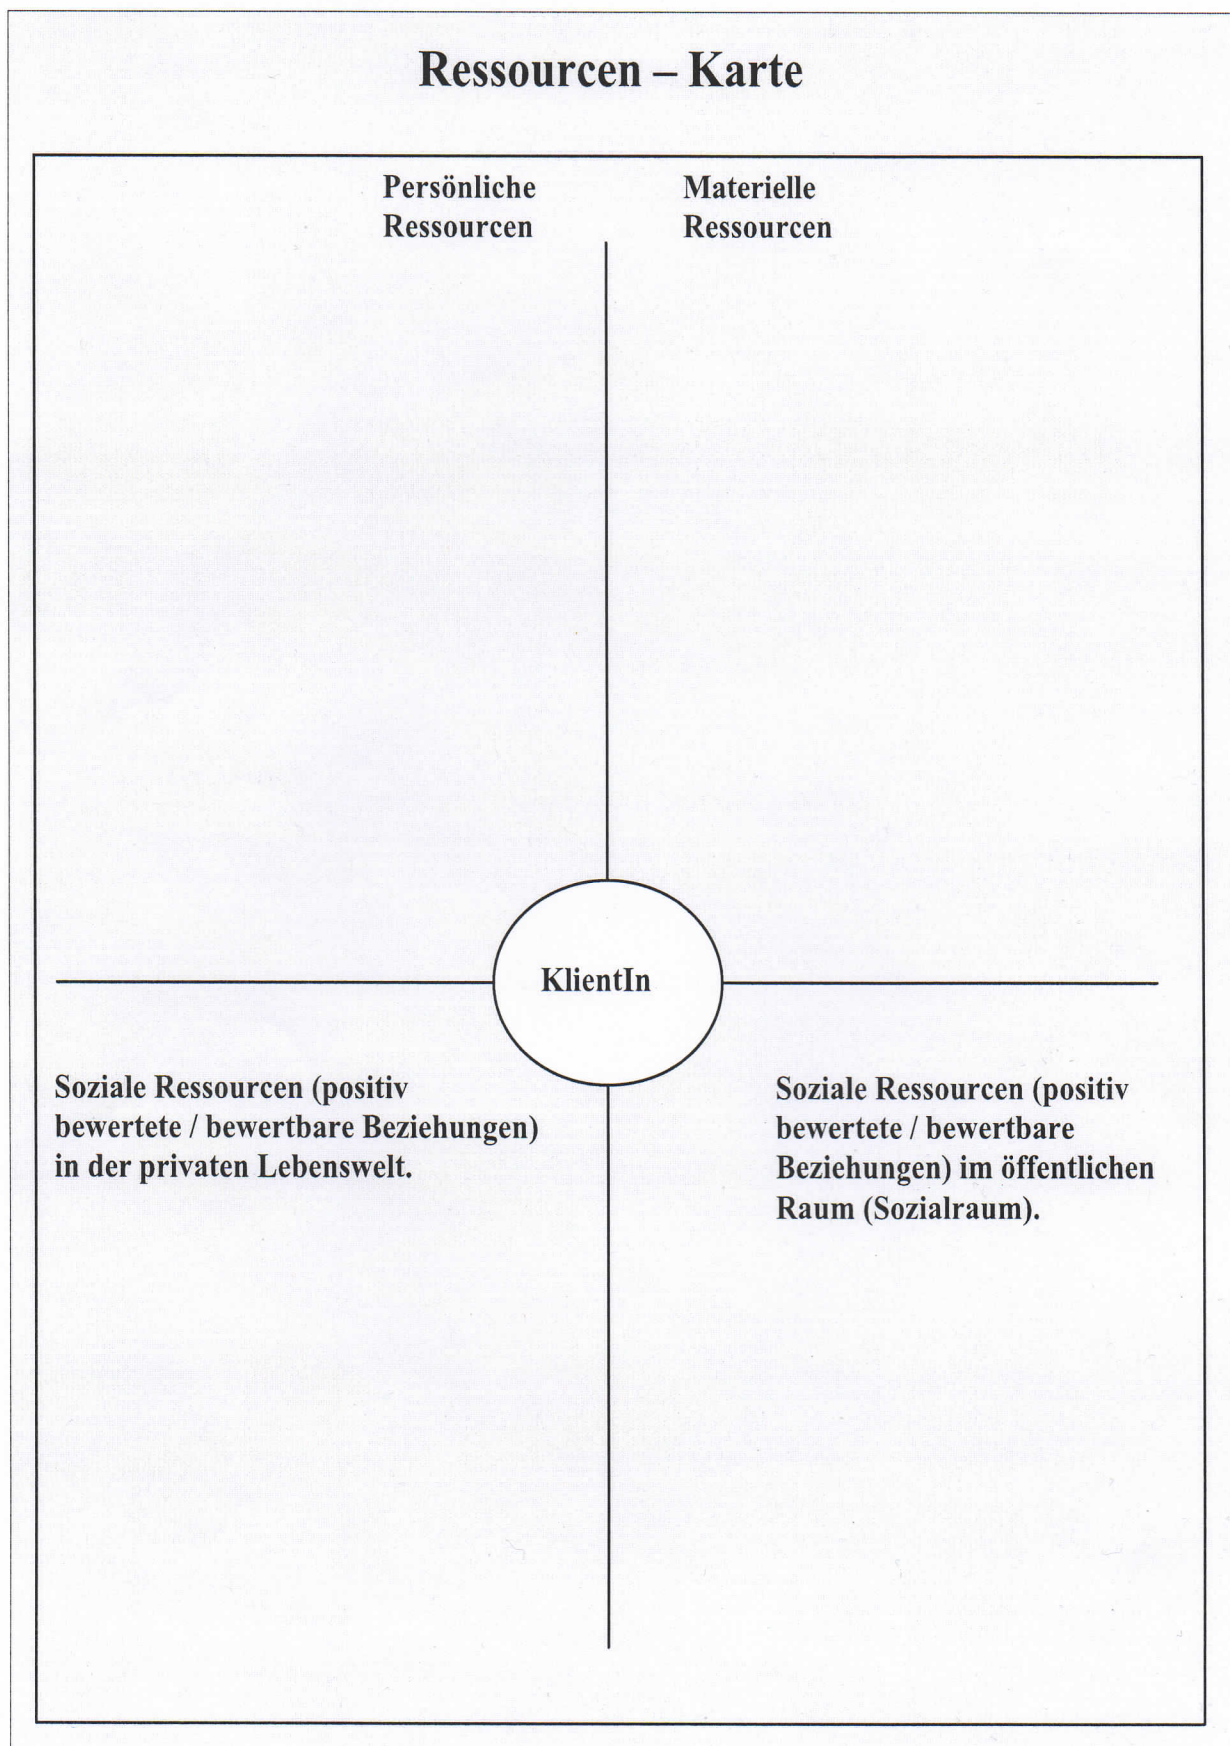 Ressourcen – Karte
Persönliche
Ressourcen
Materielle
Ressourcen
KlientIn
Soziale Ressourcen (positiv
bewertete / bewertbare Beziehungen)
in der privaten Lebenswelt.
Soziale Ressourcen (positiv
bewertete / bewertbare
Beziehungen) im öffentlichen
Raum (Sozialraum).